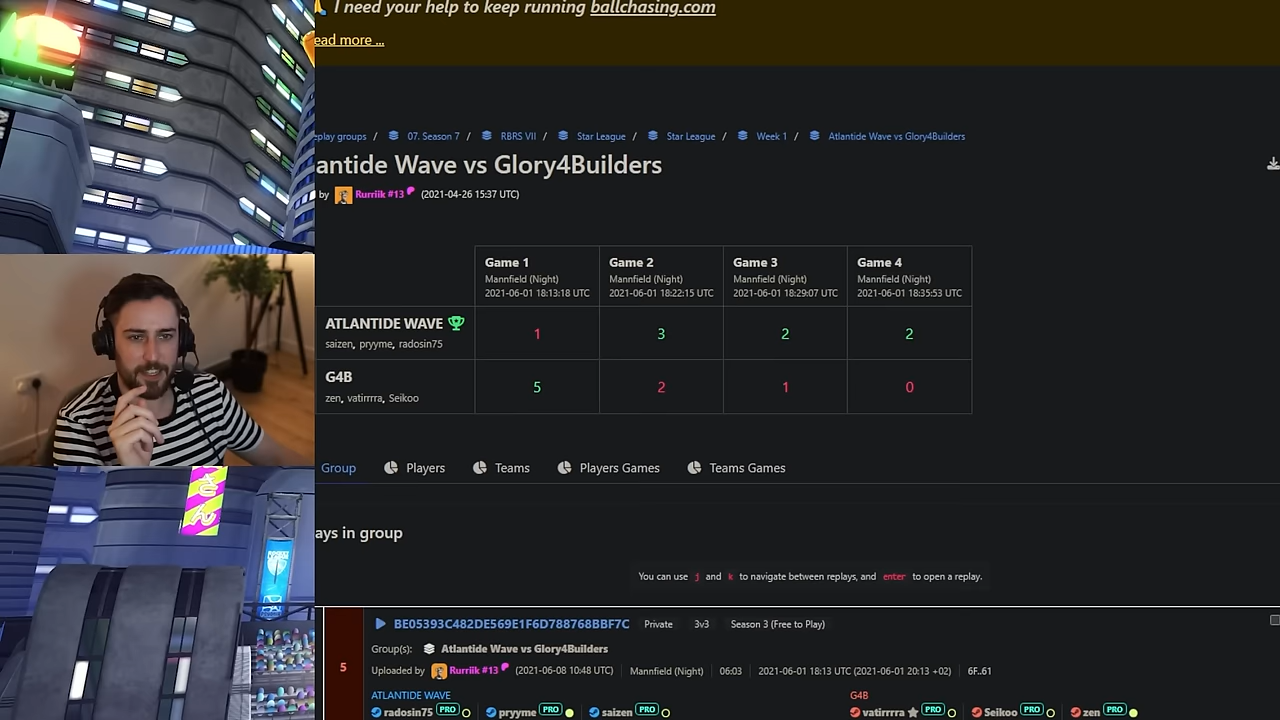 I need your help to keep running ballchasing.com
ead more ...
eplay groups / 07. Season 7 / RBRS VII / Star League / Star League / Week 1 / Atlantide Wave vs Glory4Builders
antide Wave vs Glory4Builders
by Rurriik #13 (2021-04-26 15:37 UTC)
Game 1 Game 2 Game 3 Game 4
Mannfield (Night) Mannfield (Night) Mannfield (Night) Mannfield (Night)
2021-06-01 18:13:18 UTC 2021-06-01 18:22:15 UTC 2021-06-01 18:29:07 UTC 2021-06-01 18:35:53 UTC
ATLANTIDE WAVE 1 3 2 2
saizen, pryyme, radosin75
G4B 5 2 1 0
zen, vatirrrra, Seikoo
Group Players Teams Players Games Teams Games
ays in group
You can use j and k to navigate between replays, and enter to open a replay.
BE05393C482DE569E1F6D788768BBF7C Private 3v3 Season 3 (Free to Play)
Group(s): Atlantide Wave vs Glory4Builders
5
Uploaded by Rurriik #13 (2021-06-08 10:48 UTC) Mannfield (Night) 06:03 2021-06-01 18:13 UTC (2021-06-01 20:13 +02) 6F..61
ATLANTIDE WAVE G4B
radosin75 PRO pryyme PRO saizen PRO vatirrrra PRO Seikoo PRO zen PRO